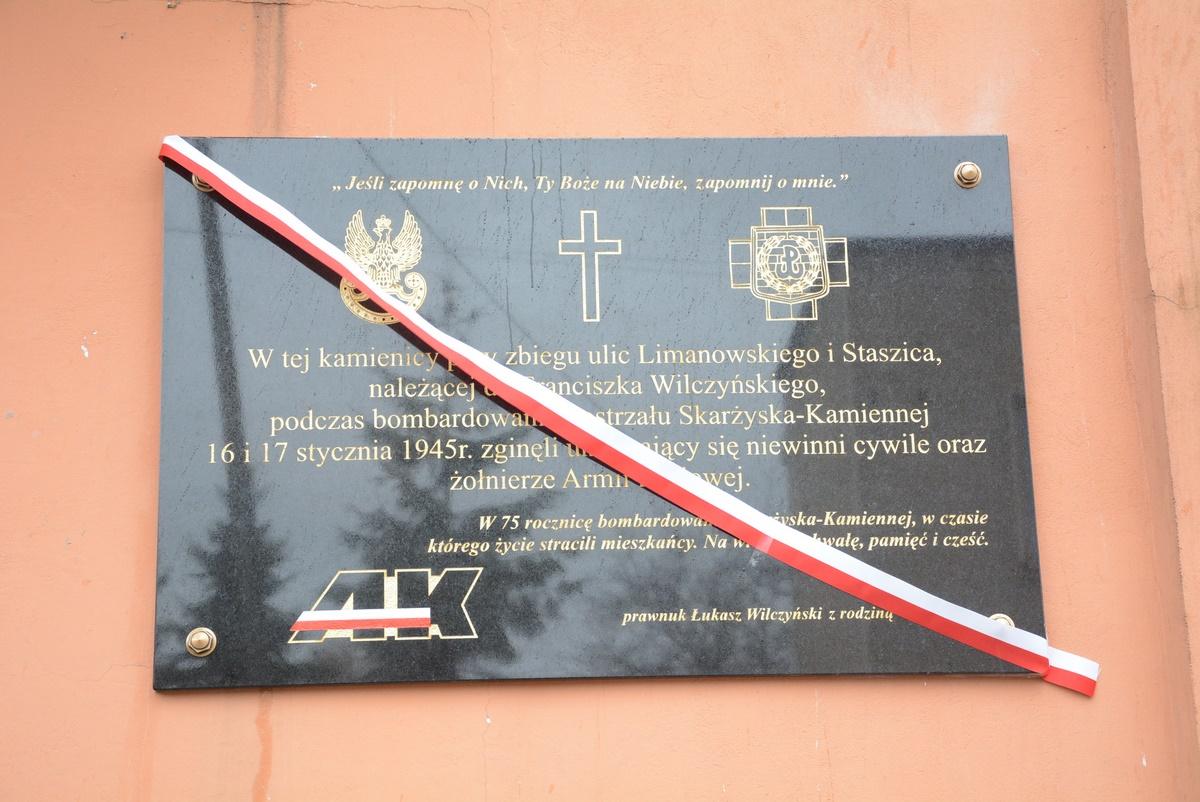 „Jeśli zapomnę o Nich, Ty Boże na Niebie, zapomnij o mnie.”
W tej kamienicy przy zbiegu ulic Limanowskiego i Staszica,
należącej do Franciszka Wilczyńskiego,
podczas bombardowania i ostrzału Skarżyska-Kamiennej
16 i 17 stycznia 1945r. zginęli ukrywający się niewinni cywile oraz
żołnierze Armii Krajowej.
W 75 rocznicę bombardowania Skarżyska-Kamiennej, w czasie
którego życie stracili mieszkańcy. Na wieczną chwałę, pamięć i cześć.
AK
prawnuk Łukasz Wilczyński z rodziną